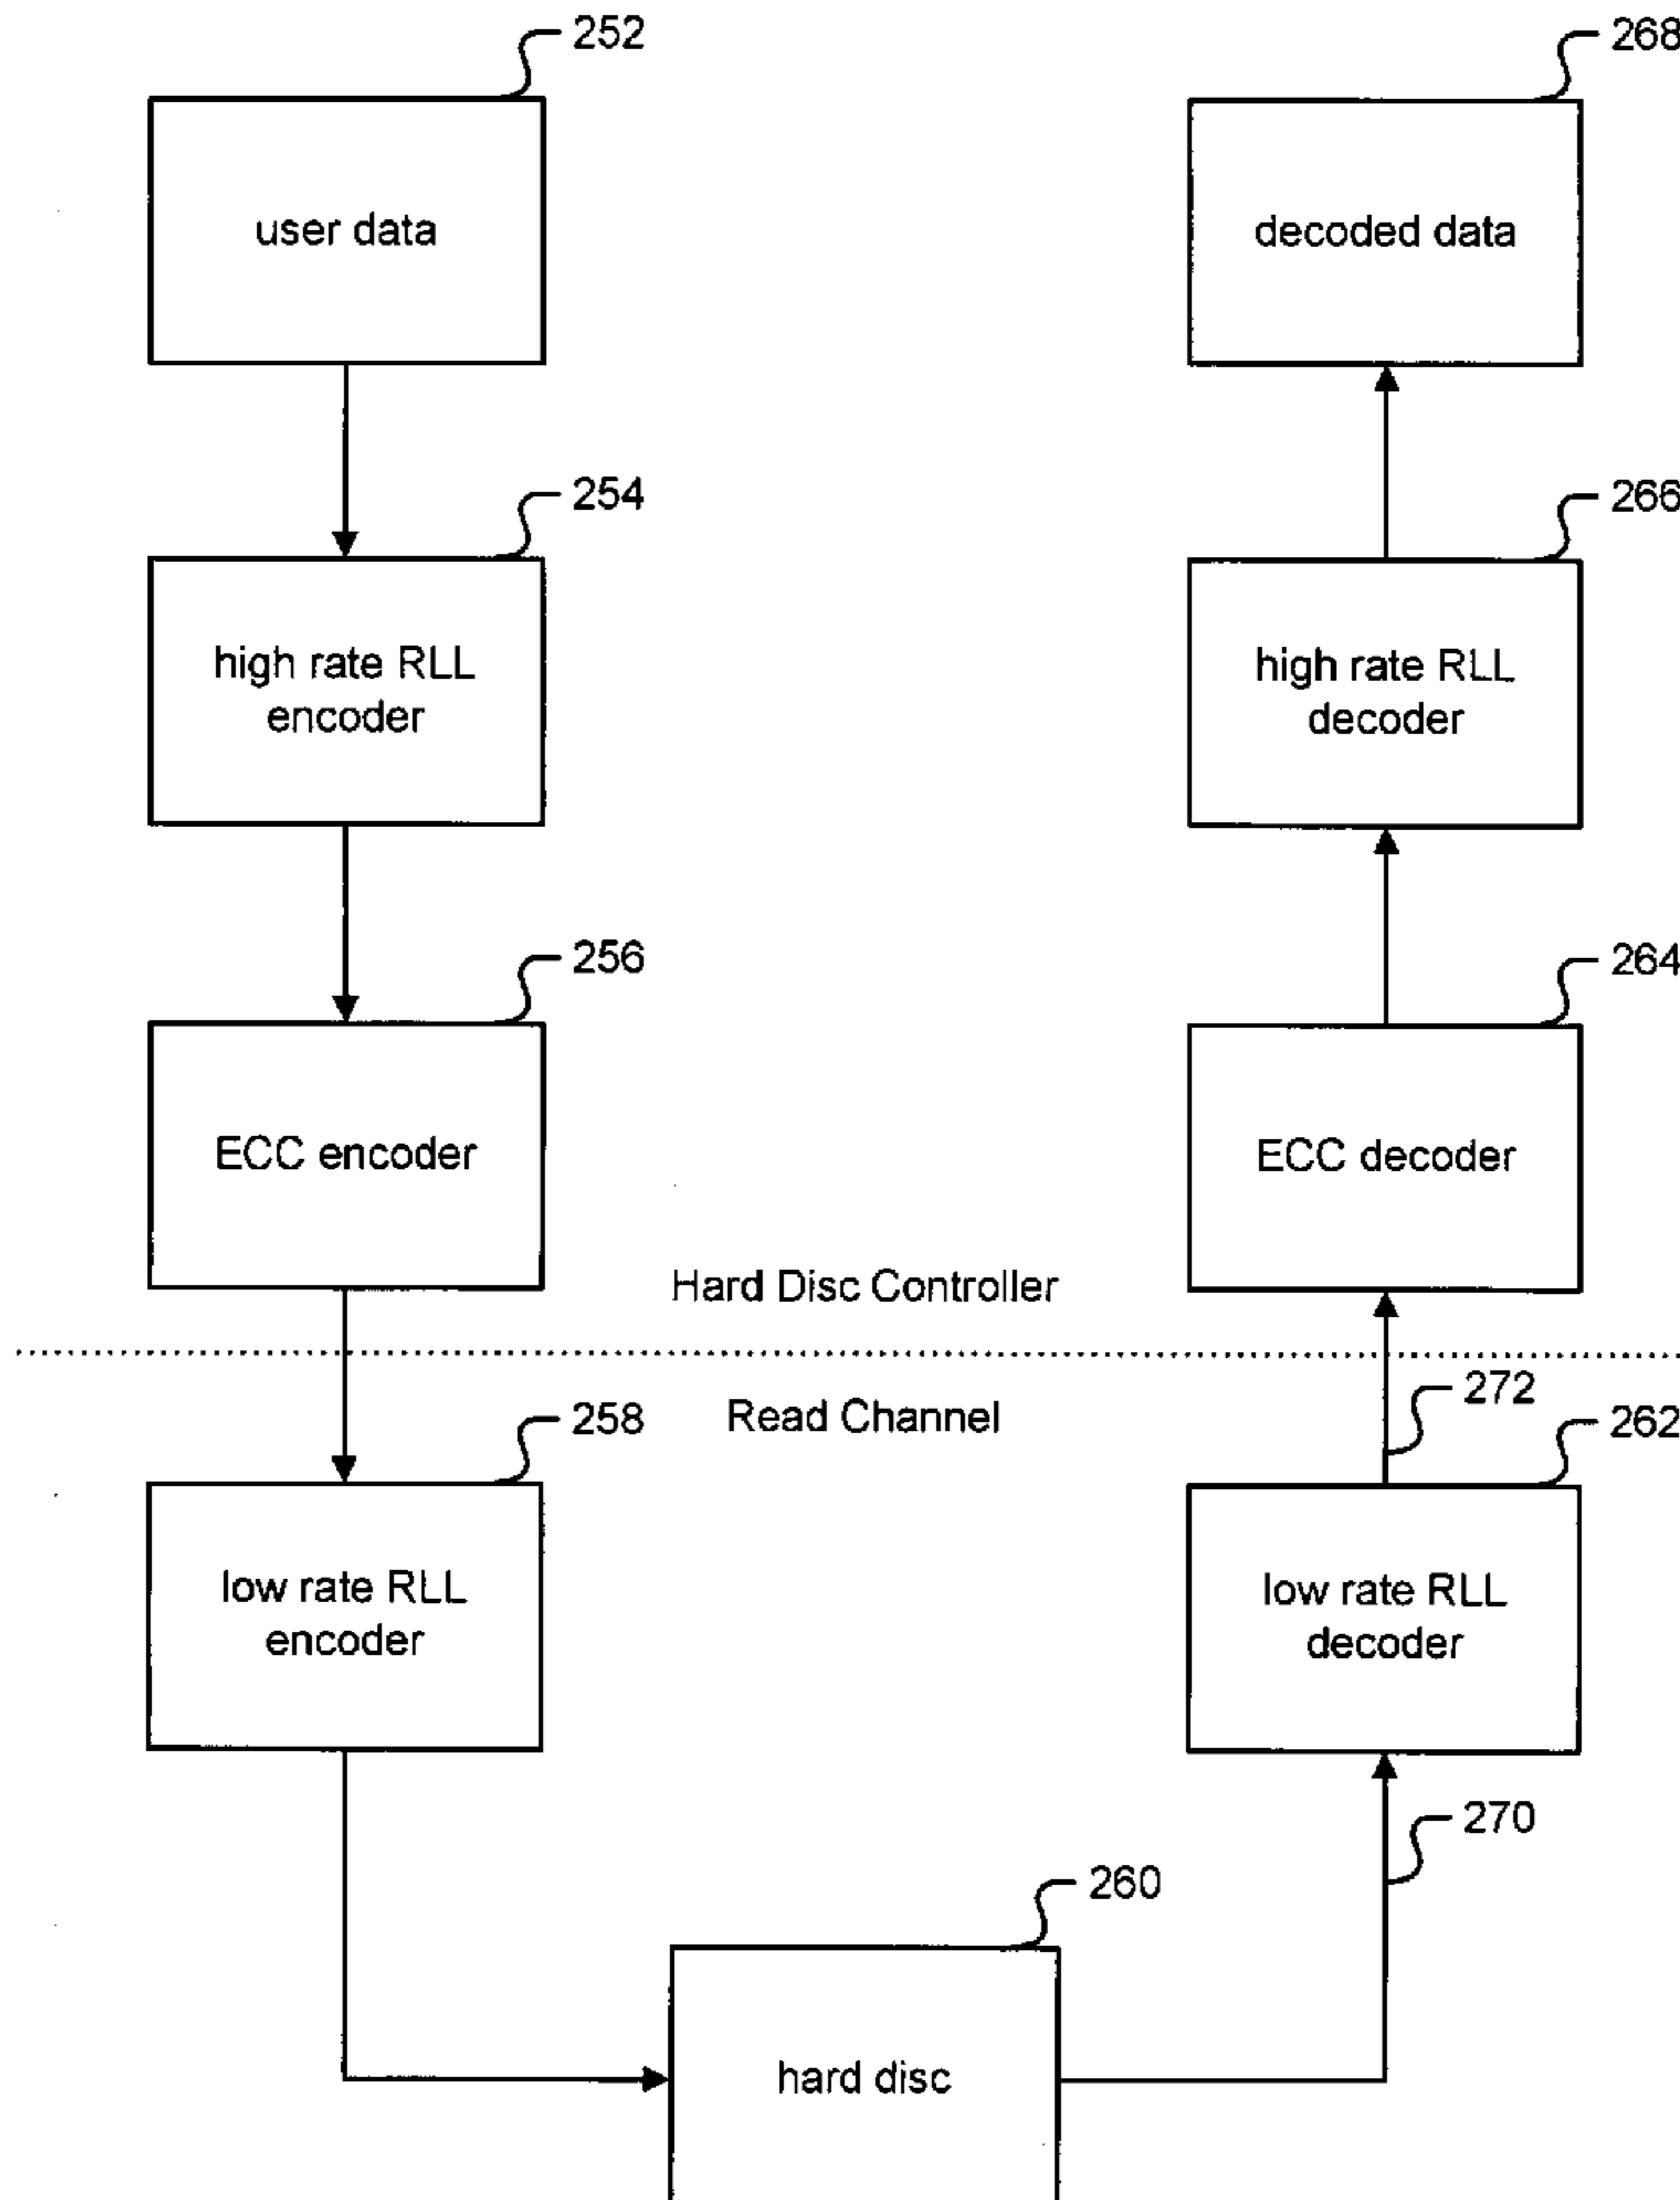 252
268
user data
decoded data
254
266
high rate RLL
encoder
high rate RLL
decoder
256
264
ECC encoder
ECC decoder
Hard Disc Controller
272
258
Read Channel
262
low rate RLL
encoder
low rate RLL
decoder
270
260
hard disc